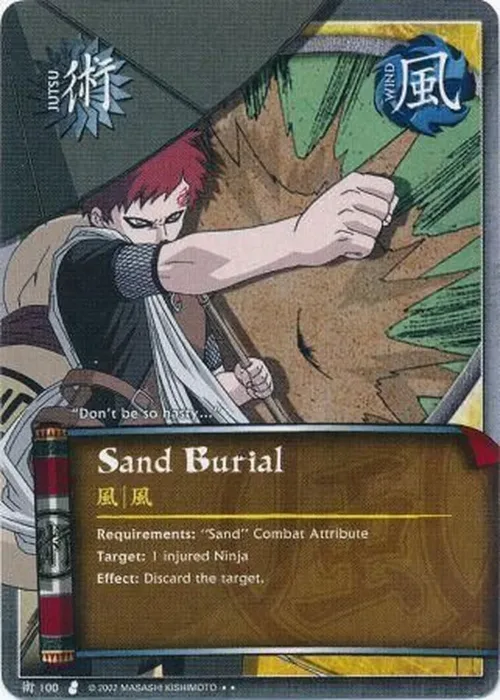 JUTSU
術
WIND
風
"Don't be so hasty..."
Sand Burial
風|風
Requirements: "Sand" Combat Attribute
Target: 1 injured Ninja
Effect: Discard the target.
術 100 © 2002 MASASHI KISHIMOTO